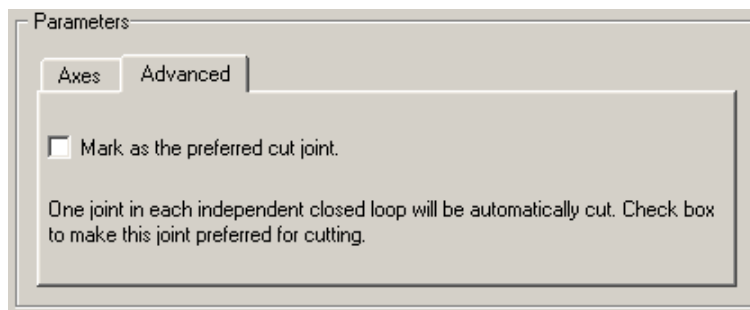 Parameters
Axes Advanced
Mark as the preferred cut joint.
One joint in each independent closed loop will be automatically cut. Check box
to make this joint preferred for cutting.